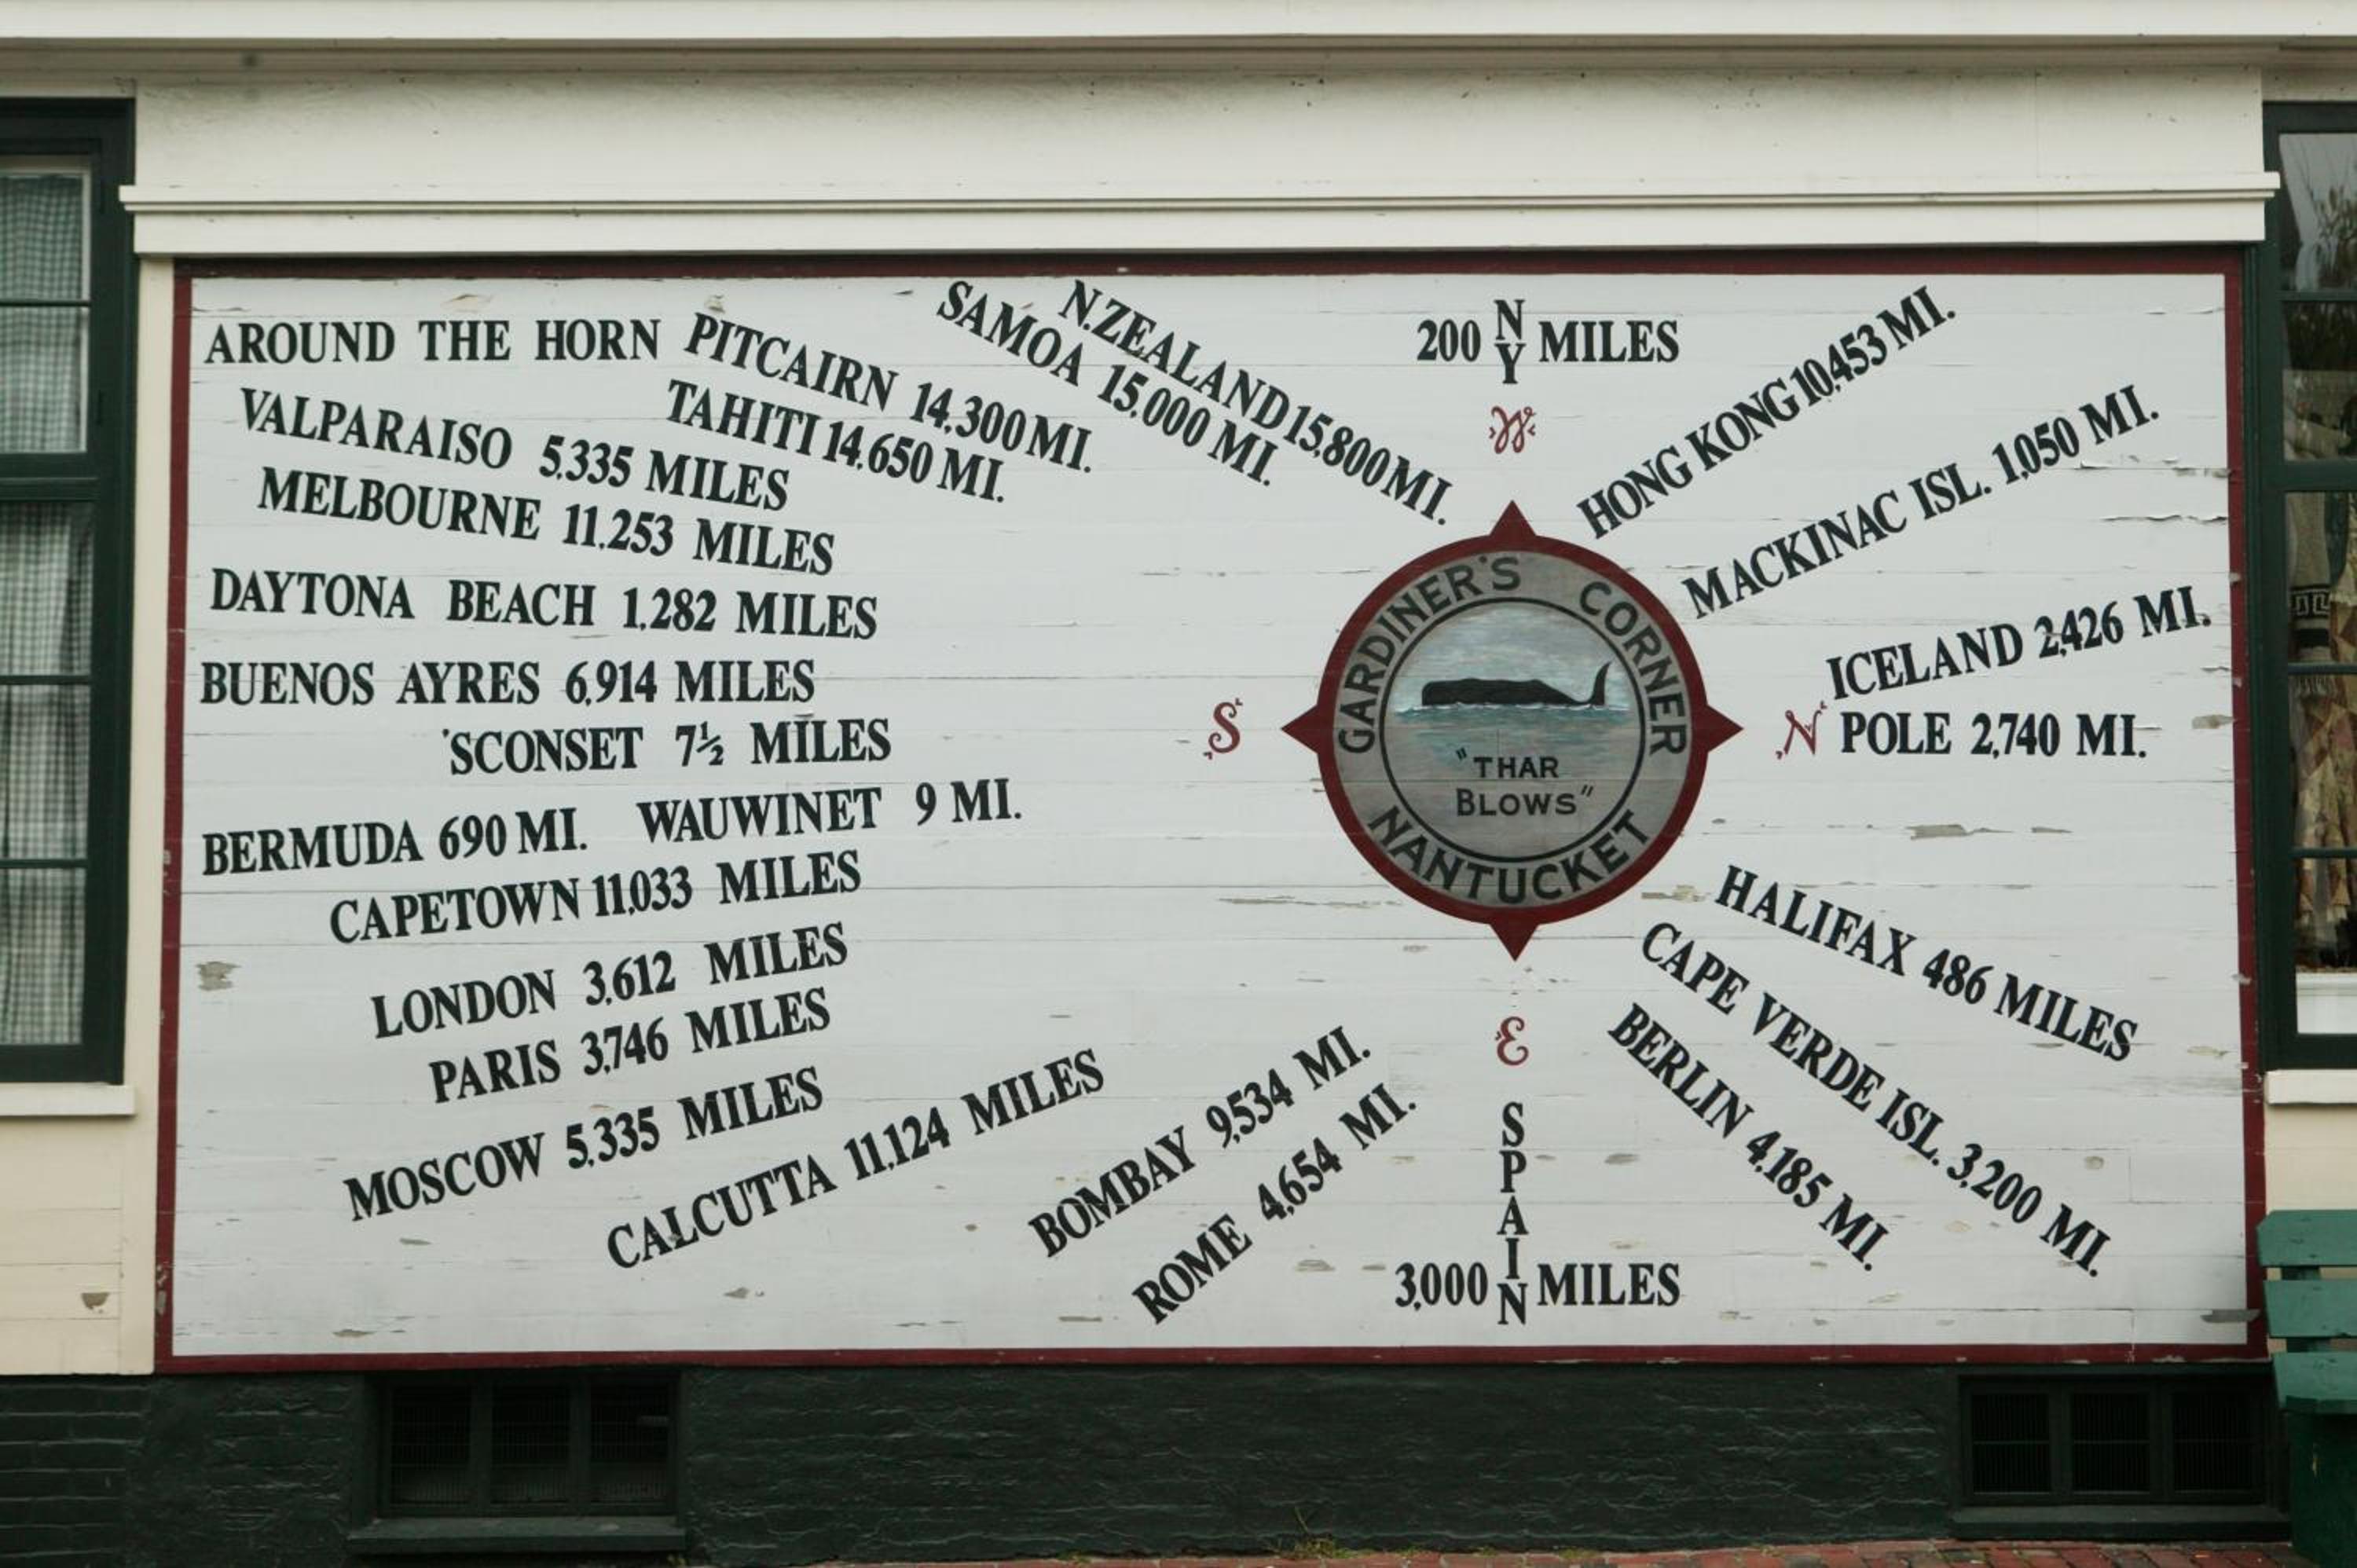 AROUND THE HORN PITCAIRN 14,300 MI.
TAHITI 14,650 MI.
SAMOA 15,000 MI.
N. ZEALAND 15,800 MI.
VALPARAISO 5,335 MILES
MELBOURNE 11,253 MILES
DAYTONA BEACH 1,282 MILES
BUENOS AYRES 6,914 MILES
'SCONSET 7½ MILES
BERMUDA 690 MI. WAUWINET 9 MI.
CAPETOWN 11,033 MILES
LONDON 3,612 MILES
PARIS 3,746 MILES
MOSCOW 5,335 MILES
CALCUTTA 11,124 MILES
BOMBAY 9,534 MI.
ROME 4,654 MI.
200 NY MILES
W
HONG KONG 10,453 MI.
MACKINAC ISL. 1,050 MI.
ICELAND 2,426 MI.
N POLE 2,740 MI.
S
GARDINER'S CORNER
"THAR
BLOWS"
NANTUCKET
HALIFAX 486 MILES
CAPE VERDE ISL. 3,200 MI.
BERLIN 4,185 MI.
E
3,000 SPAIN MILES